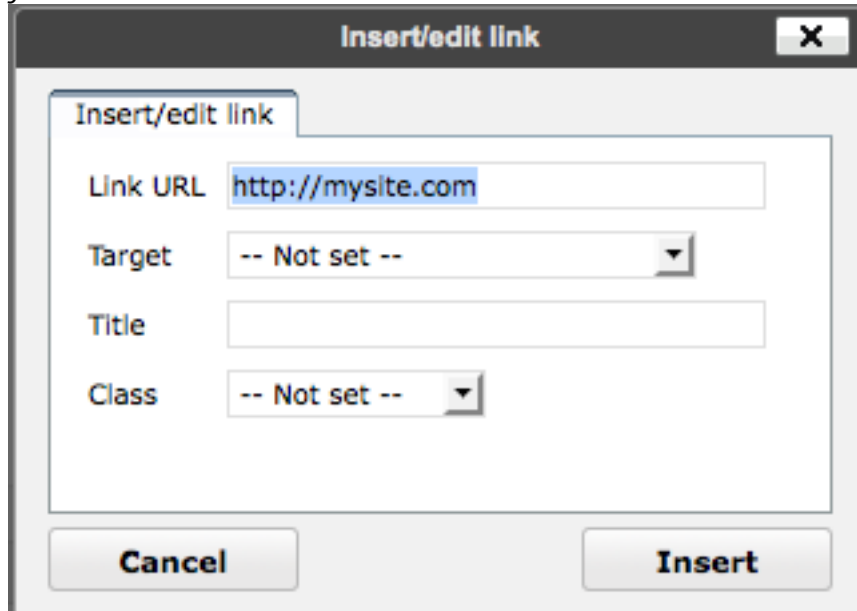 Insert/edit link
Insert/edit link
Link URL http://mysite.com
Target -- Not set --
Title
Class -- Not set --
Cancel Insert